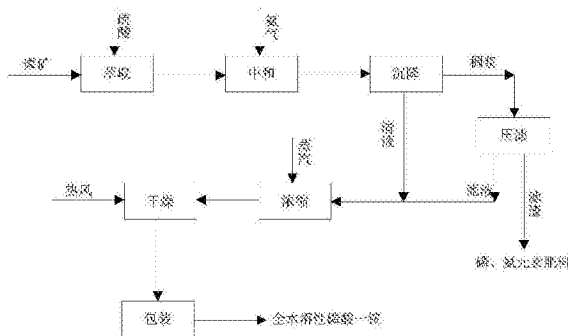 硫酸
氨气
磷矿
萃取
中和
沉降
稠浆
清液
压滤
蒸汽
热风
干燥
浓缩
滤液
滤渣
磷、氮元素肥料
包装
全水溶性磷酸一铵